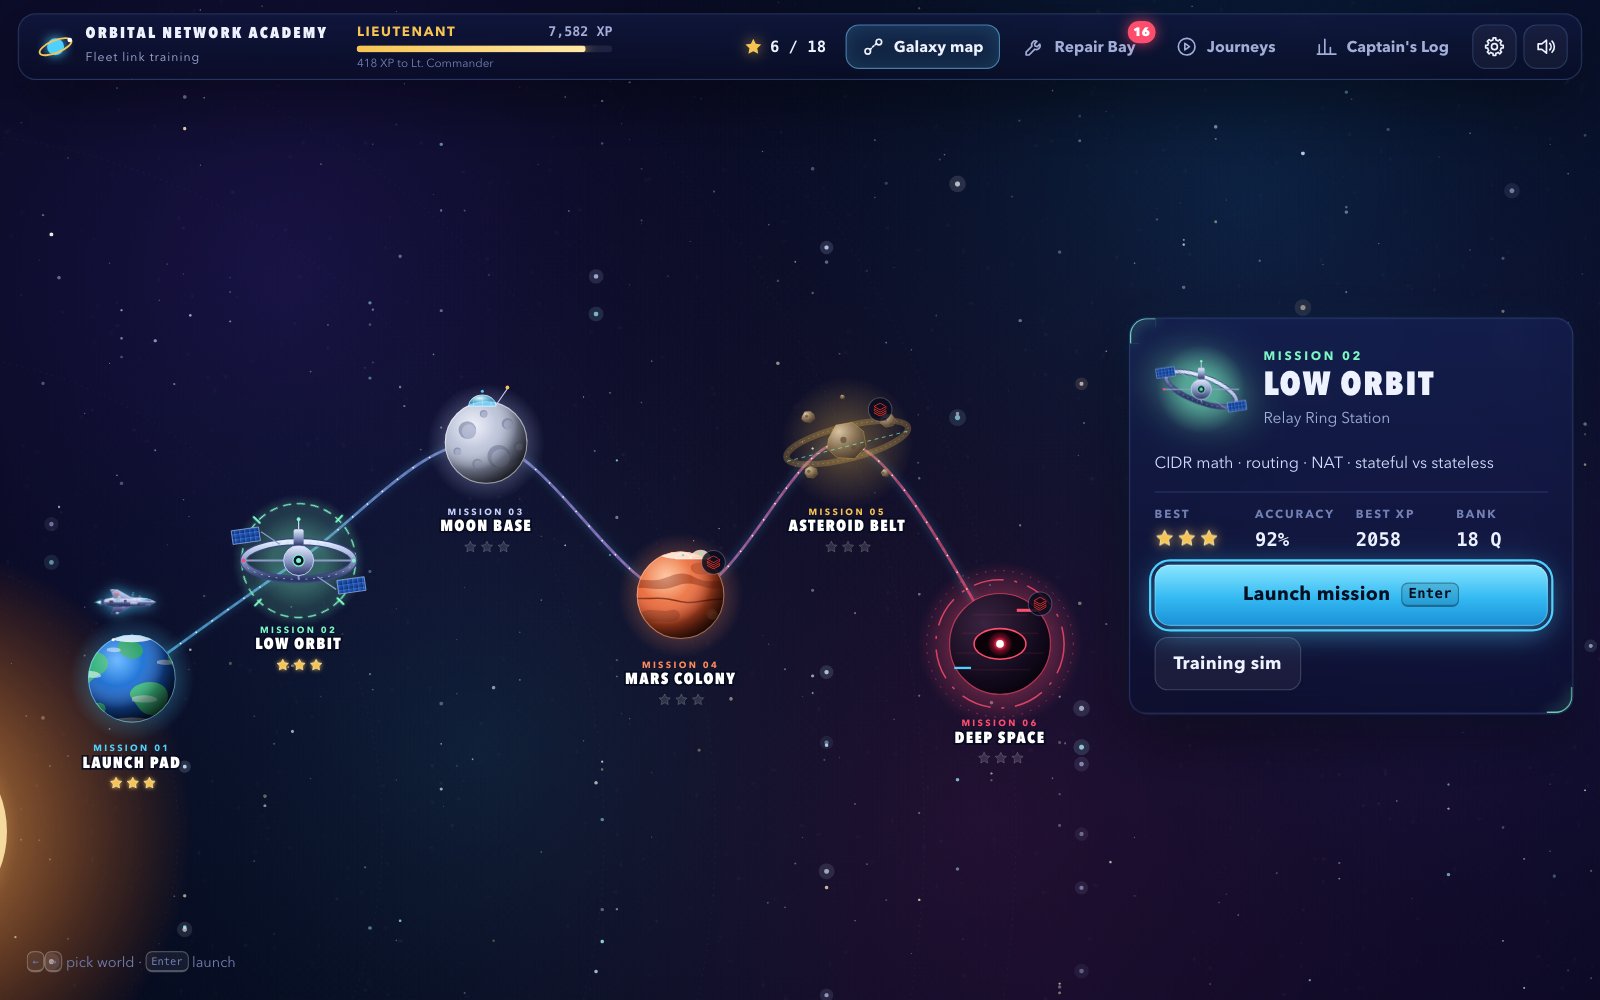 ORBITAL NETWORK ACADEMY
Fleet link training
LIEUTENANT 7,582 XP
418 XP to Lt. Commander
6 / 18
Galaxy map
Repair Bay 16
Journeys
Captain's Log
MISSION 01
LAUNCH PAD
MISSION 02
LOW ORBIT
MISSION 03
MOON BASE
MISSION 04
MARS COLONY
MISSION 05
ASTEROID BELT
MISSION 06
DEEP SPACE
MISSION 02
LOW ORBIT
Relay Ring Station
CIDR math · routing · NAT · stateful vs stateless
BEST ACCURACY BEST XP BANK
92% 2058 18 Q
Launch mission Enter
Training sim
pick world · Enter launch